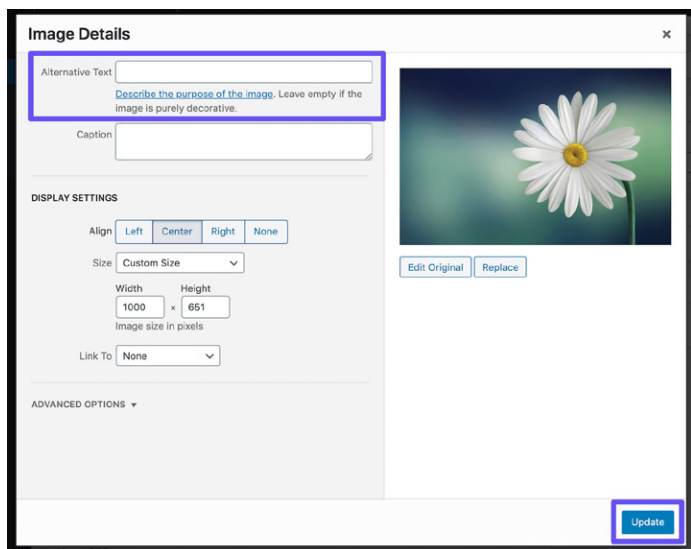 Image Details
×
Alternative Text
Describe the purpose of the image. Leave empty if the
image is purely decorative.
Caption
DISPLAY SETTINGS
Align Left Center Right None
Size Custom Size
Width Height
1000 × 651
Image size in pixels
Link To None
ADVANCED OPTIONS
Edit Original Replace
Update